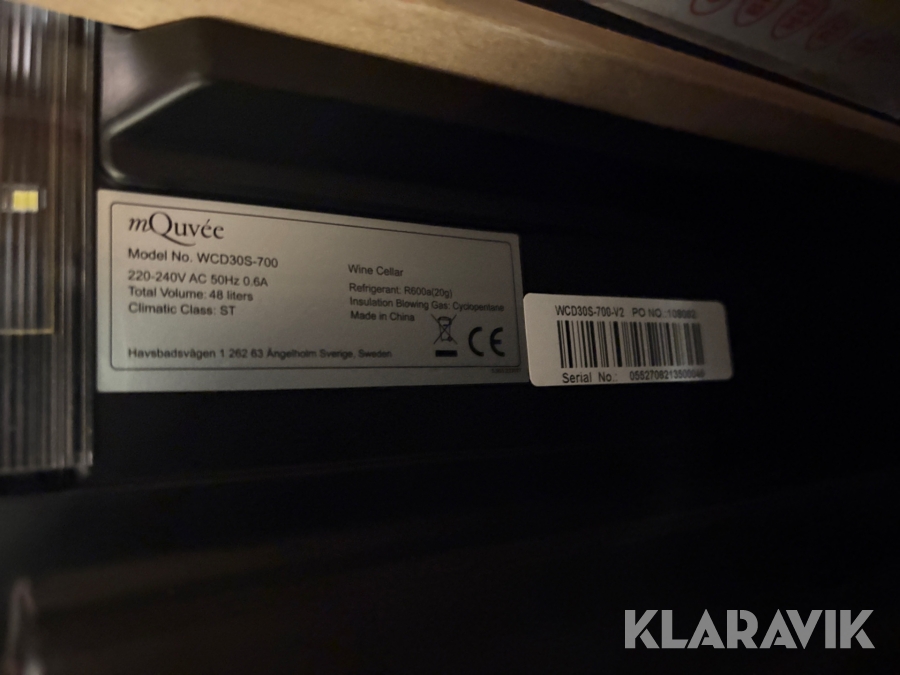 mQuvée
Model No. WCD30S-700
220-240V AC 50Hz 0.6A
Total Volume: 48 liters
Climatic Class: ST
Wine Cellar
Refrigerant: R600a(20g)
Insulation Blowing Gas: Cyclopentane
Made in China
CE
Havsbadsvägen 1 262 63 Ängelholm Sverige, Sweden
WCD30S-700-V2 PO NO.:
Serial No.:
KLARAVIK